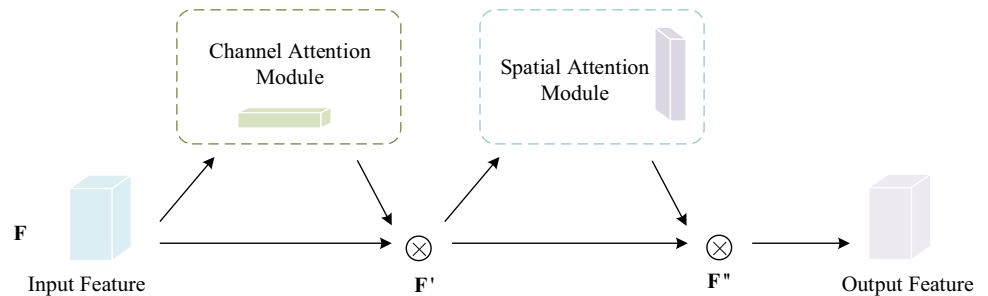 Channel Attention
Module
Spatial Attention
Module
F
Input Feature
F'
F"
Output Feature